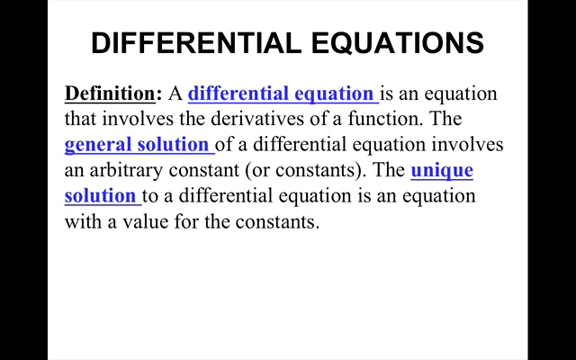 DIFFERENTIAL EQUATIONS
Definition: A differential equation is an equation
that involves the derivatives of a function. The
general solution of a differential equation involves
an arbitrary constant (or constants). The unique
solution to a differential equation is an equation
with a value for the constants.